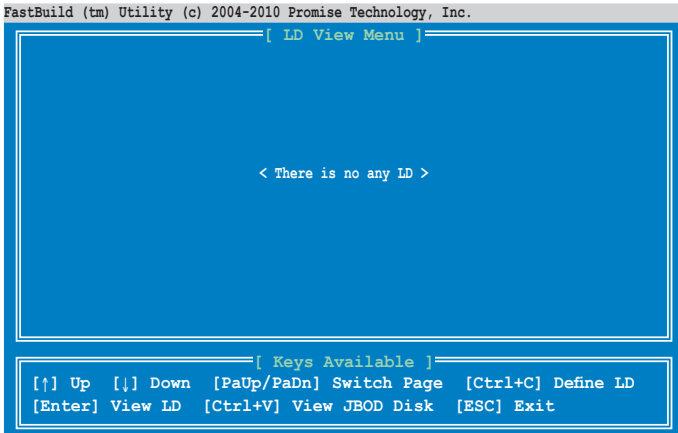 FastBuild (tm) Utility (c) 2004-2010 Promise Technology, Inc.
[ LD View Menu ]
< There is no any LD >
[ Keys Available ]
[↑] Up [↓] Down [PaUp/PaDn] Switch Page [Ctrl+C] Define LD
[Enter] View LD [Ctrl+V] View JBOD Disk [ESC] Exit